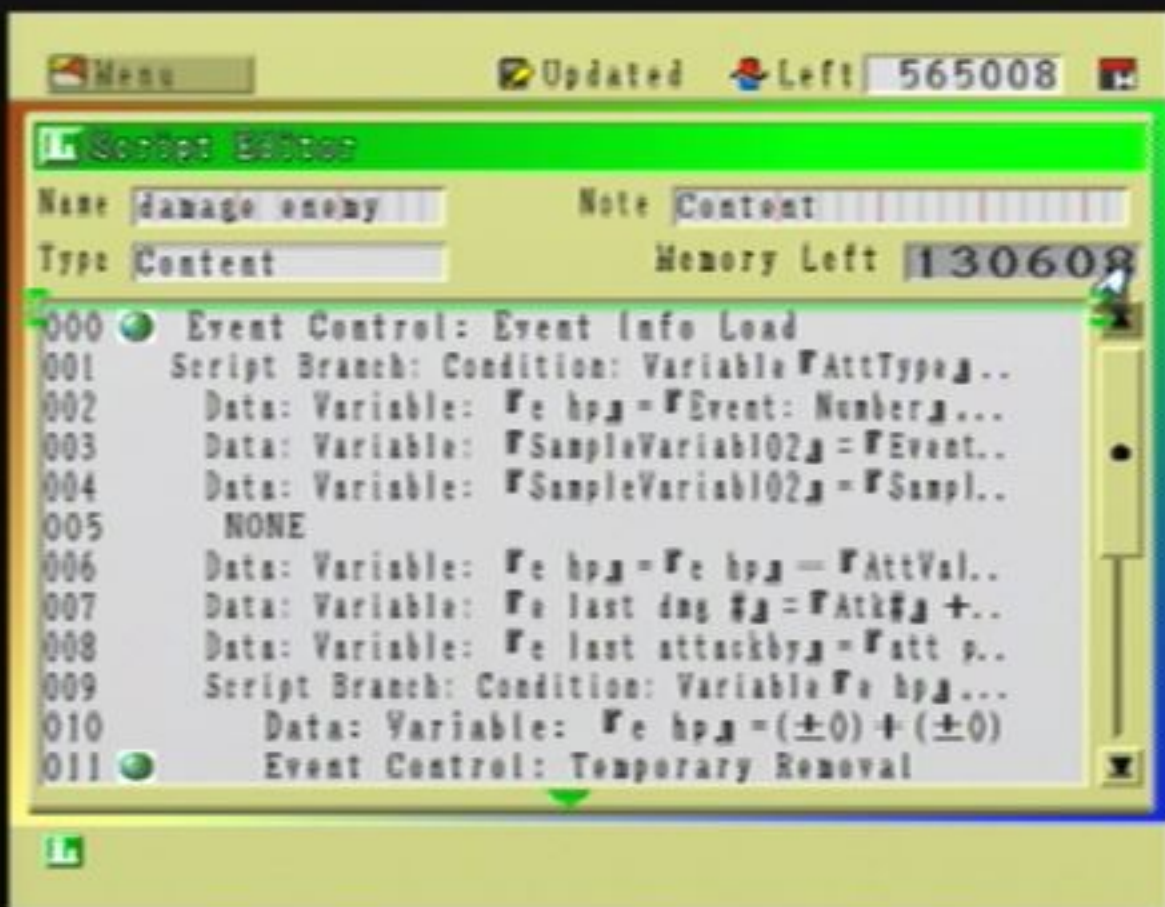 Menu Updated Left 565008
L Script Editor
Name damage enemy Note Content
Type Content Memory Left 130608
000 Event Control: Event Info Load
001 Script Branch: Condition: Variable『AttType』..
002 Data: Variable: 『e hp』=『Event: Number』...
003 Data: Variable: 『SampleVariabl02』=『Event..
004 Data: Variable: 『SampleVariabl02』=『Sampl..
005 NONE
006 Data: Variable: 『e hp』=『e hp』－『AttVal..
007 Data: Variable: 『e last dmg #』=『Atk#』+..
008 Data: Variable: 『e last attackby』=『att p..
009 Script Branch: Condition: Variable『e hp』...
010 Data: Variable: 『e hp』=(±0)+(±0)
011 Event Control: Temporary Removal
L